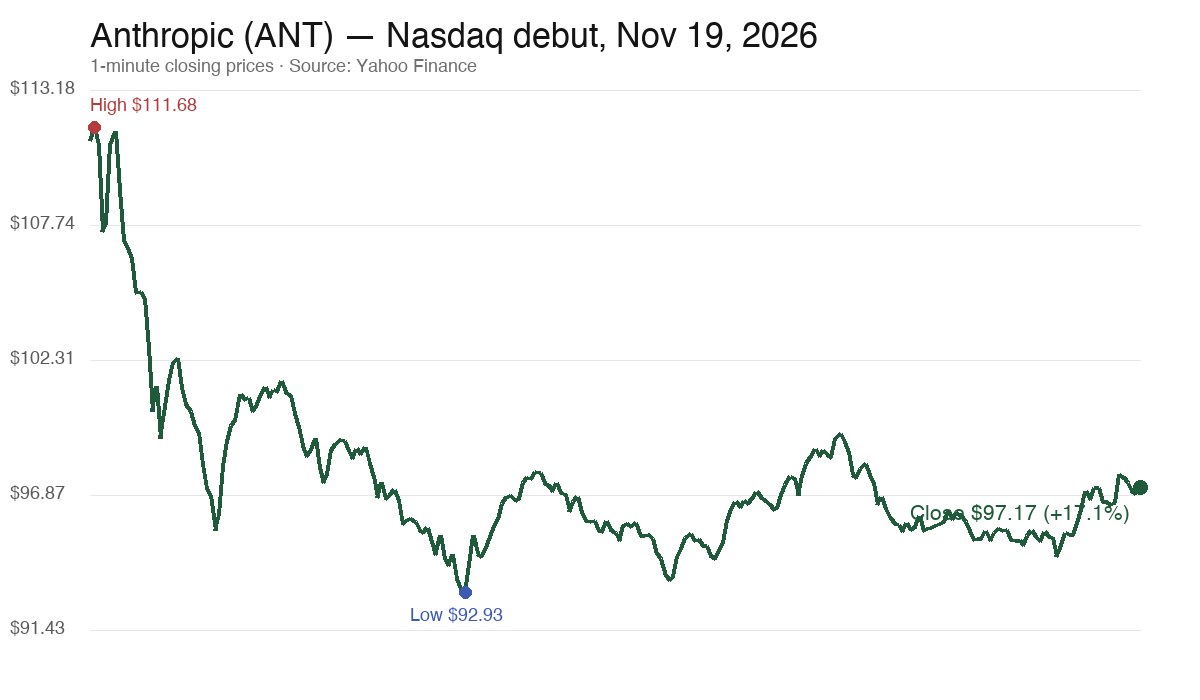 Anthropic (ANT) — Nasdaq debut, Nov 19, 2026
1-minute closing prices · Source: Yahoo Finance
$113.18
High $111.68
$107.74
$102.31
$96.87
Close $97.17 (+17.1%)
Low $92.93
$91.43